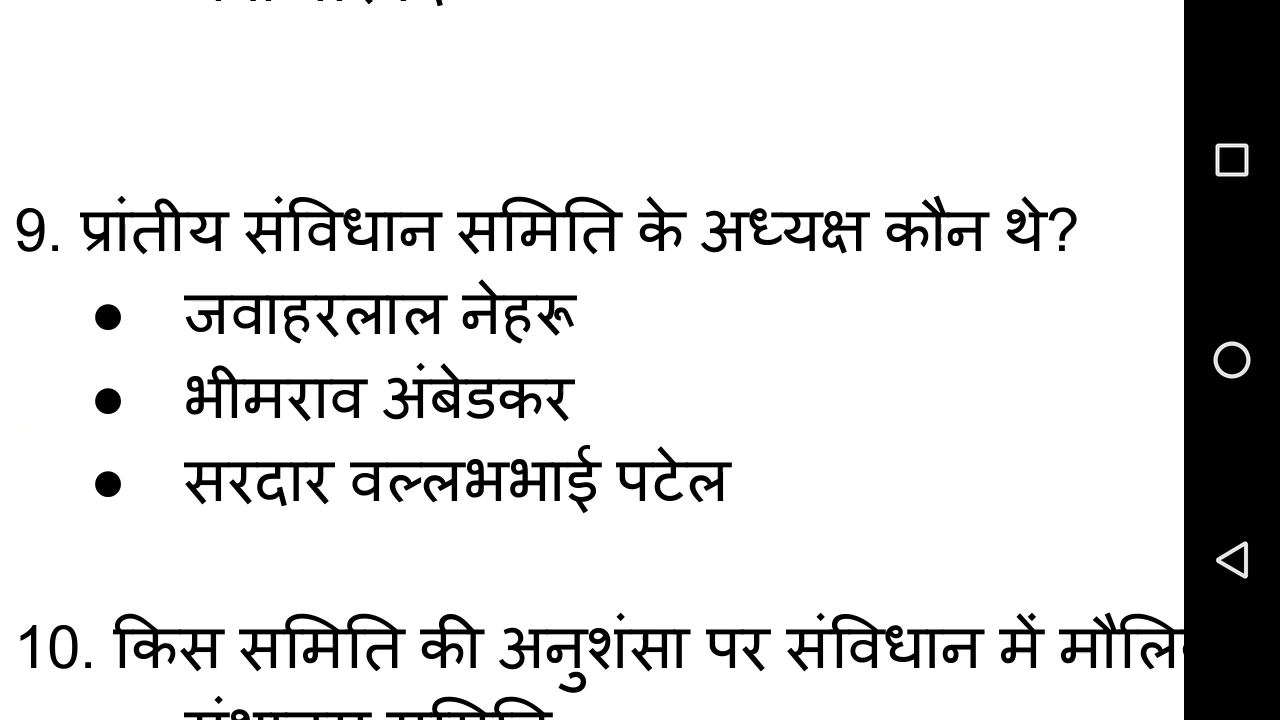 9. प्रांतीय संविधान समिति के अध्यक्ष कौन थे?
● जवाहरलाल नेहरू
● भीमराव अंबेडकर
● सरदार वल्लभभाई पटेल
10. किस समिति की अनुशंसा पर संविधान में